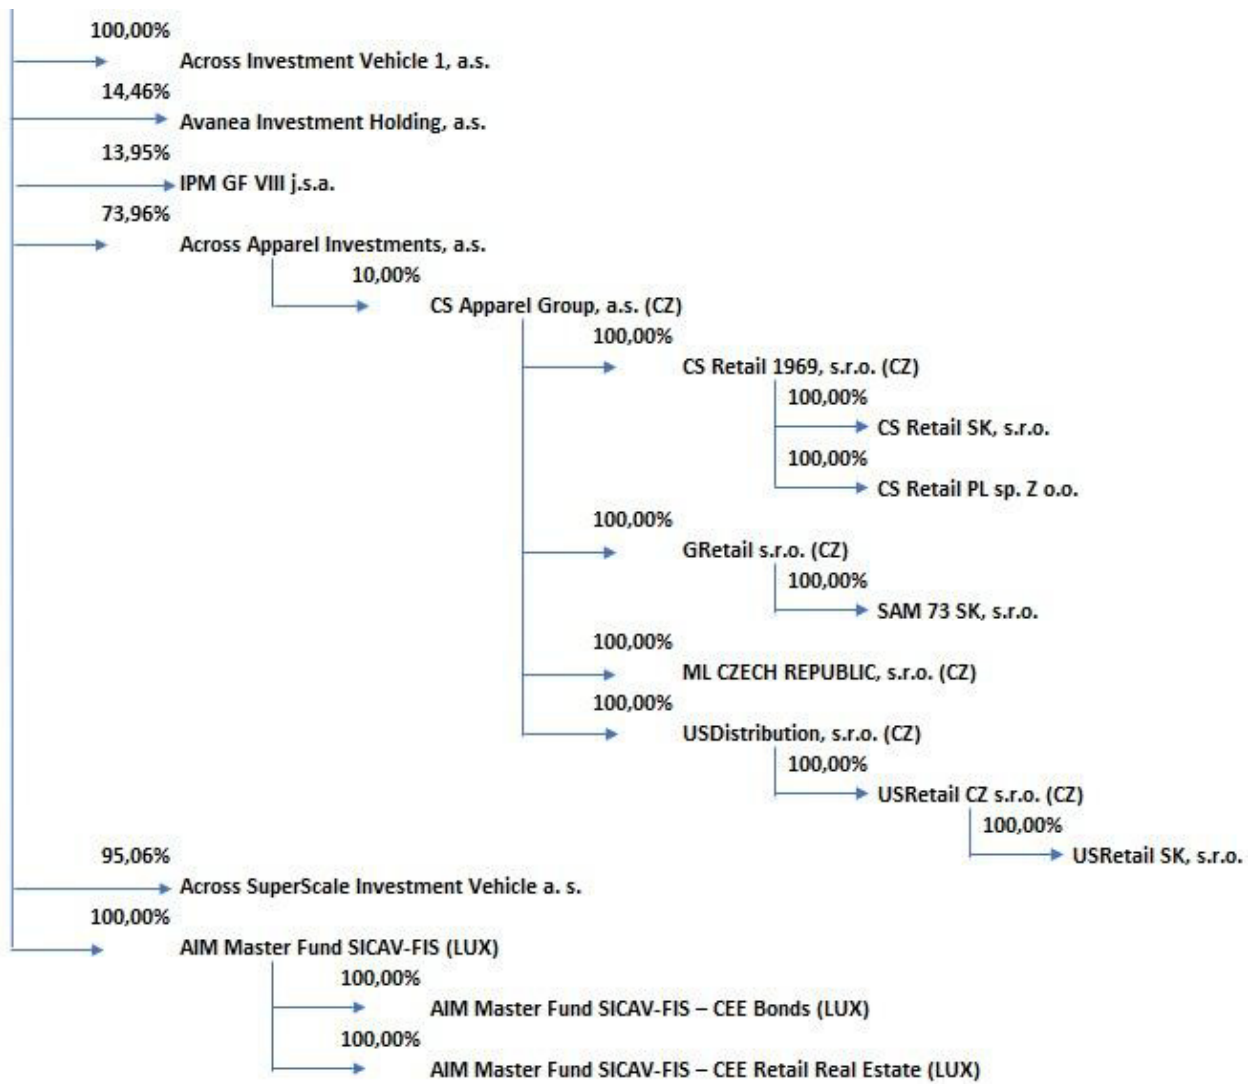 100,00%
Across Investment Vehicle 1, a.s.
14,46%
Avanea Investment Holding, a.s.
13,95%
IPM GF VIII j.s.a.
73,96%
Across Apparel Investments, a.s.
10,00%
CS Apparel Group, a.s. (CZ)
100,00%
CS Retail 1969, s.r.o. (CZ)
100,00%
CS Retail SK, s.r.o.
100,00%
CS Retail PL sp. Z o.o.
100,00%
GRetail s.r.o. (CZ)
100,00%
SAM 73 SK, s.r.o.
100,00%
ML CZECH REPUBLIC, s.r.o. (CZ)
100,00%
USDistribution, s.r.o. (CZ)
100,00%
USRetail CZ s.r.o. (CZ)
100,00%
USRetail SK, s.r.o.
95,06%
Across SuperScale Investment Vehicle a. s.
100,00%
AIM Master Fund SICAV-FIS (LUX)
100,00%
AIM Master Fund SICAV-FIS – CEE Bonds (LUX)
100,00%
AIM Master Fund SICAV-FIS – CEE Retail Real Estate (LUX)